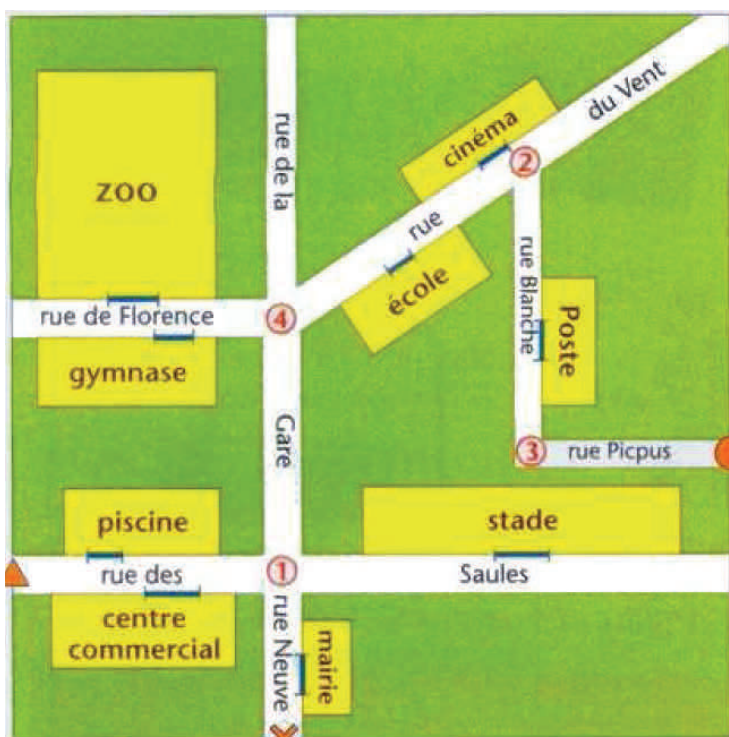 rue de la
du Vent
cinéma
2
ZOO
rue
rue Blanche
école
Poste
rue de Florence
4
gymnase
Gare
3
rue Picpus
piscine
stade
rue des
1
Saules
centre
commercial
rue Neuve
mairie